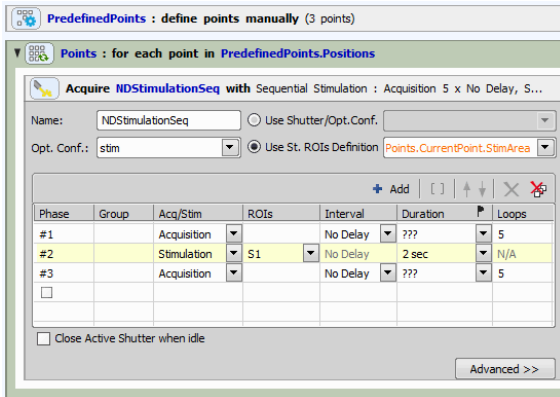 PredefinedPoints : define points manually (3 points)
Points : for each point in PredefinedPoints.Positions
Acquire NDStimulationSeq with Sequential Stimulation : Acquisition 5 x No Delay, S...
Name: NDStimulationSeq Use Shutter/Opt.Conf.
Opt. Conf.: stim Use St. ROIs Definition Points.CurrentPoint.StimArea
+ Add [ ]
Phase Group Acq/Stim ROIs Interval Duration Loops
#1 Acquisition No Delay ??? 5
#2 Stimulation S1 No Delay 2 sec N/A
#3 Acquisition No Delay ??? 5
Close Active Shutter when idle
Advanced >>